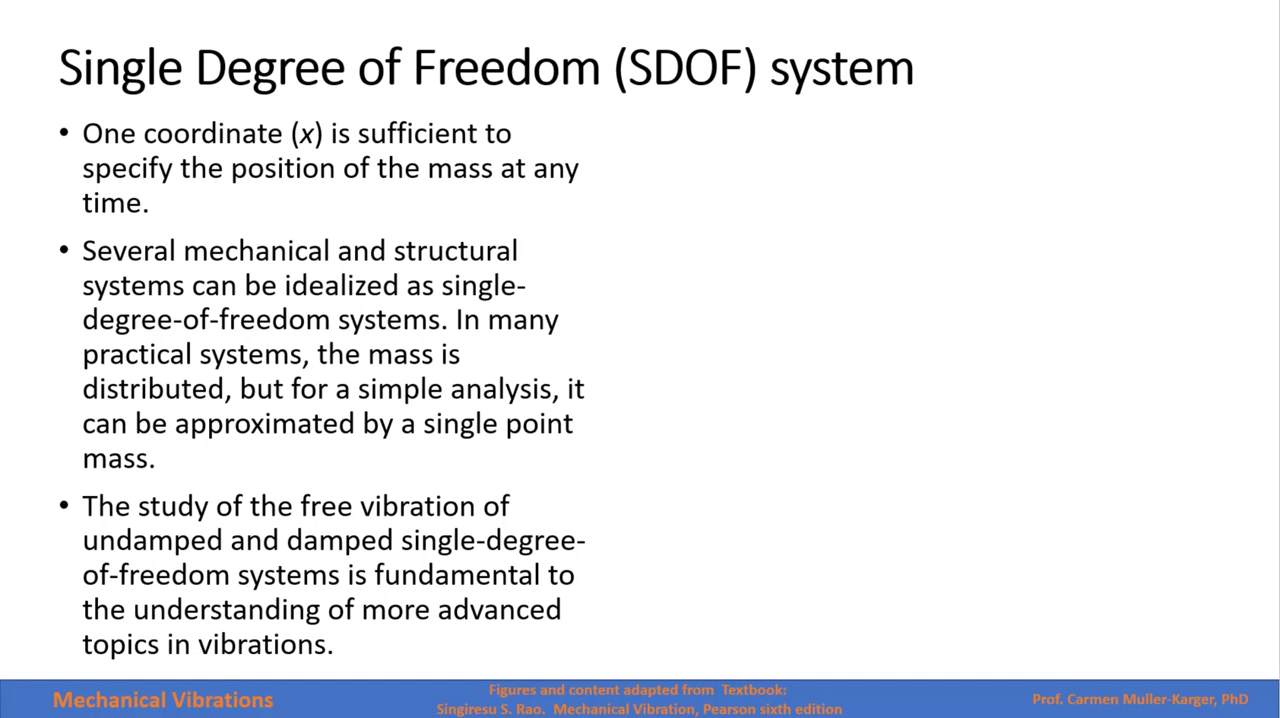 Single Degree of Freedom (SDOF) system
• One coordinate (x) is sufficient to
specify the position of the mass at any
time.
• Several mechanical and structural
systems can be idealized as single-
degree-of-freedom systems. In many
practical systems, the mass is
distributed, but for a simple analysis, it
can be approximated by a single point
mass.
• The study of the free vibration of
undamped and damped single-degree-
of-freedom systems is fundamental to
the understanding of more advanced
topics in vibrations.
Mechanical Vibrations
Figures and content adapted from Textbook:
Singiresu S. Rao. Mechanical Vibration, Pearson sixth edition
Prof. Carmen Muller-Karger, PhD